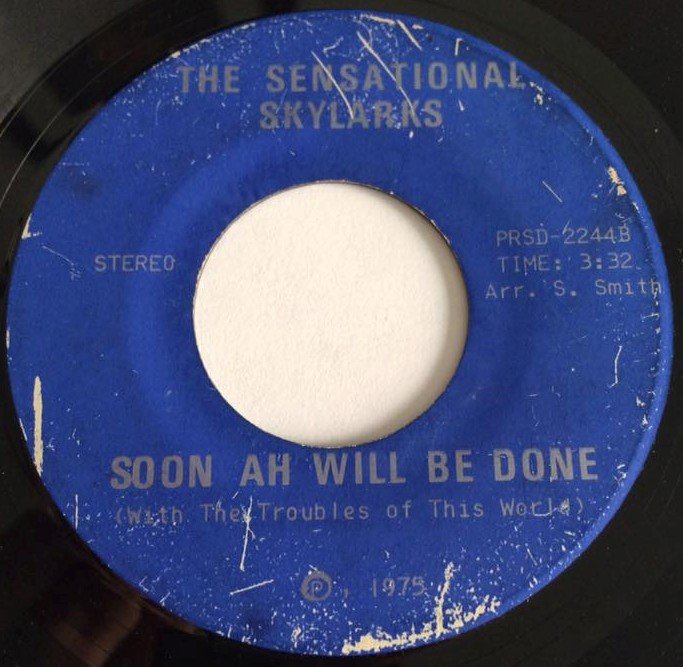 THE SENSATIONAL
SKYLARKS
STEREO
PRSD-2244B
TIME: 3:32
Arr. S. Smith
SOON AH WILL BE DONE
(With The Troubles of This World)
℗, 1975